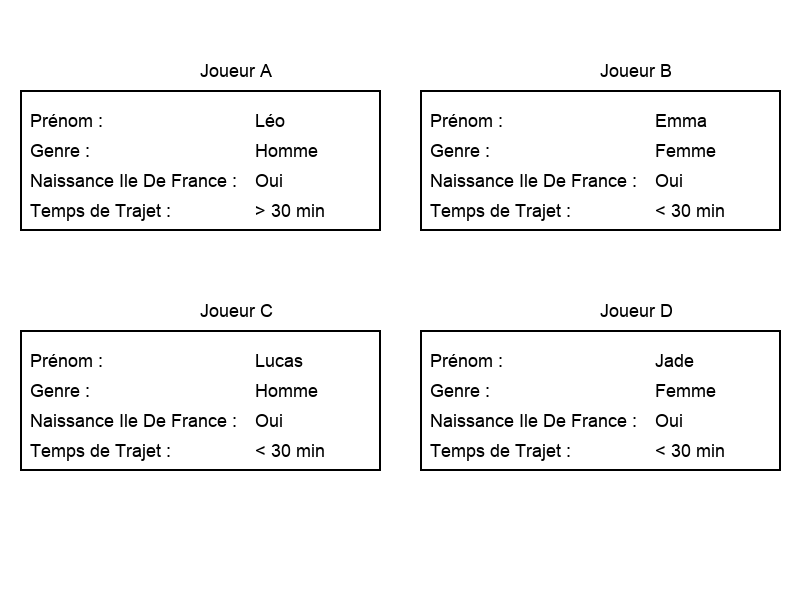 Joueur A
Prénom : Léo
Genre : Homme
Naissance Ile De France : Oui
Temps de Trajet : > 30 min
Joueur B
Prénom : Emma
Genre : Femme
Naissance Ile De France : Oui
Temps de Trajet : < 30 min
Joueur C
Prénom : Lucas
Genre : Homme
Naissance Ile De France : Oui
Temps de Trajet : < 30 min
Joueur D
Prénom : Jade
Genre : Femme
Naissance Ile De France : Oui
Temps de Trajet : < 30 min